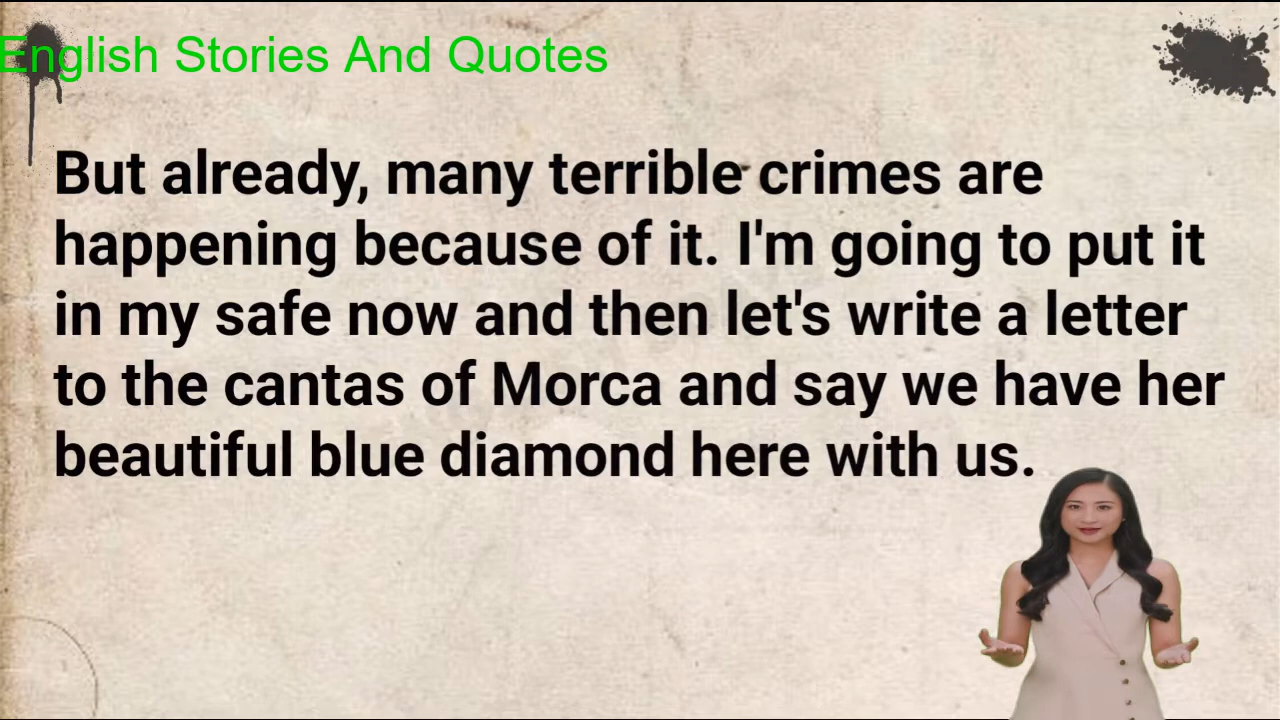 English Stories And Quotes
But already, many terrible crimes are
happening because of it. I'm going to put it
in my safe now and then let's write a letter
to the cantas of Morca and say we have her
beautiful blue diamond here with us.